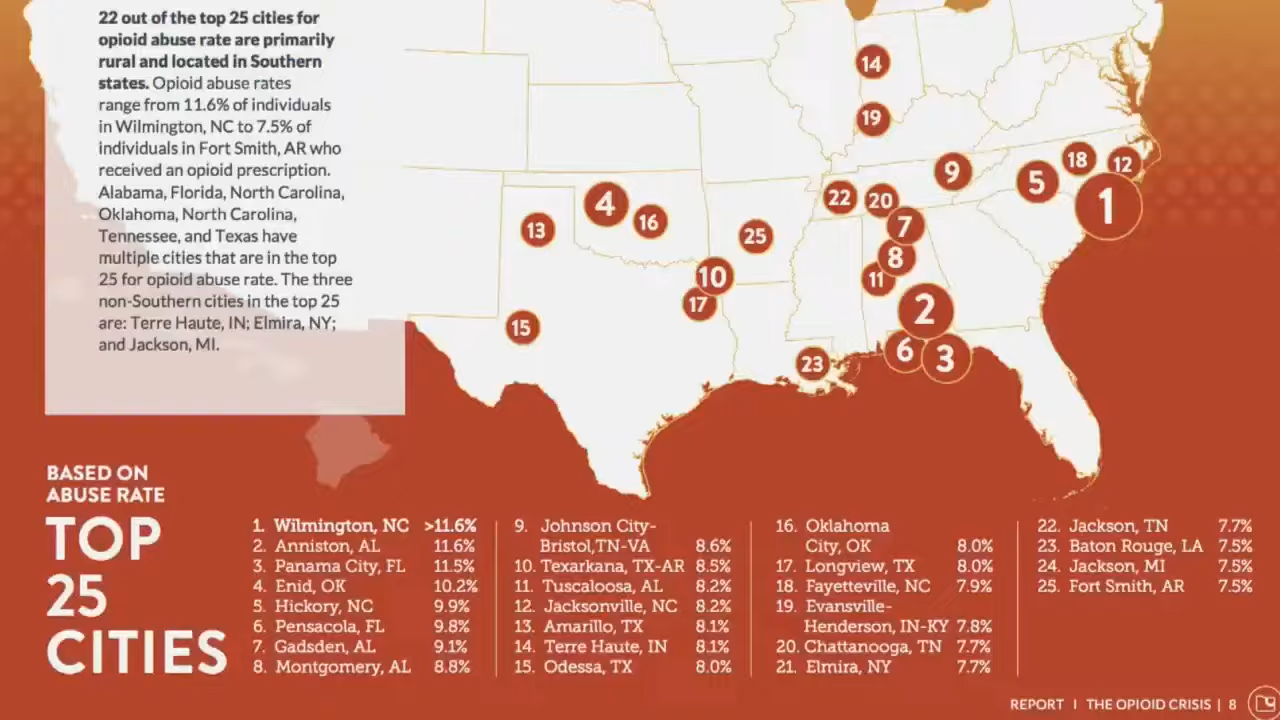 22 out of the top 25 cities for
opioid abuse rate are primarily
rural and located in Southern
states. Opioid abuse rates
range from 11.6% of individuals
in Wilmington, NC to 7.5% of
individuals in Fort Smith, AR who
received an opioid prescription.
Alabama, Florida, North Carolina,
Oklahoma, North Carolina,
Tennessee, and Texas have
multiple cities that are in the top
25 for opioid abuse rate. The three
non-Southern cities in the top 25
are: Terre Haute, IN; Elmira, NY;
and Jackson, MI.
14
19
9
18
12
5
1
22
20
4
16
13
25
7
8
10
11
17
2
15
6
3
23
BASED ON
ABUSE RATE
TOP
25
CITIES
1. Wilmington, NC >11.6%
2. Anniston, AL 11.6%
3. Panama City, FL 11.5%
4. Enid, OK 10.2%
5. Hickory, NC 9.9%
6. Pensacola, FL 9.8%
7. Gadsden, AL 9.1%
8. Montgomery, AL 8.8%
9. Johnson City-
Bristol,TN-VA 8.6%
10. Texarkana, TX-AR 8.5%
11. Tuscaloosa, AL 8.2%
12. Jacksonville, NC 8.2%
13. Amarillo, TX 8.1%
14. Terre Haute, IN 8.1%
15. Odessa, TX 8.0%
16. Oklahoma
City, OK 8.0%
17. Longview, TX 8.0%
18. Fayetteville, NC 7.9%
19. Evansville-
Henderson, IN-KY 7.8%
20. Chattanooga, TN 7.7%
21. Elmira, NY 7.7%
22. Jackson, TN 7.7%
23. Baton Rouge, LA 7.5%
24. Jackson, MI 7.5%
25. Fort Smith, AR 7.5%
REPORT | THE OPIOID CRISIS | 8